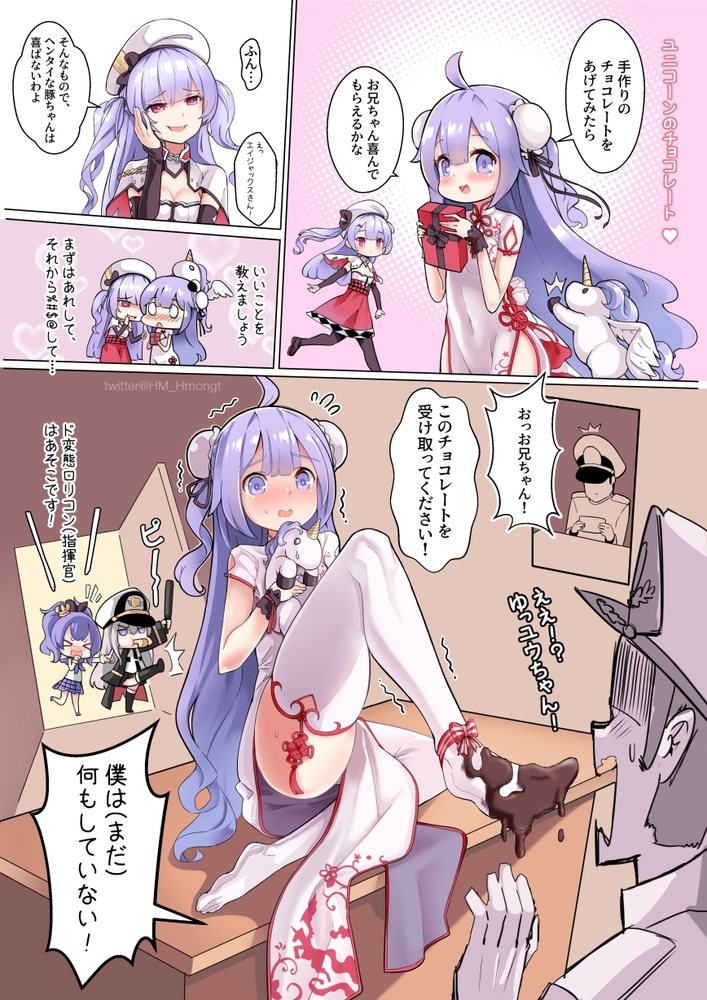 ユニコーンのチョコレート♡
手作りの
チョコレートを
あげてみたら
お兄ちゃん喜んで
もらえるかな
ふん…
えっ
エイジャックスさん…
そんなもので、
ヘンタイな豚ちゃんは
喜ばないわよ
いいことを
教えましょう
まずはあれして、
それから%#$@して…
twitter@HM_Hmongt
おっお兄ちゃん!
このチョコレートを
受け取ってください!
ええ!?
ゆっユウちゃん!
ピー
ド変態ロリコン(指揮官)
はあそこです!
僕は(まだ)
何もしていない!